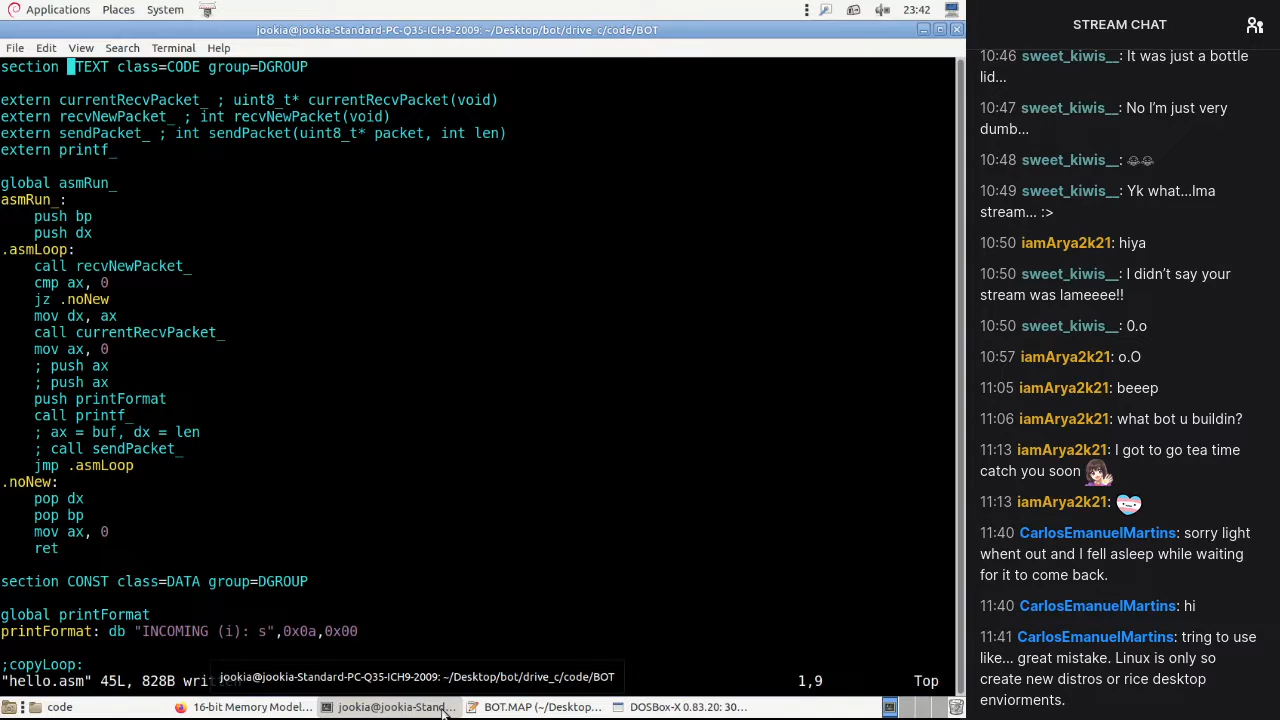 Applications Places System 23:42
jookia@jookia-Standard-PC-Q35-ICH9-2009: ~/Desktop/bot/drive_c/code/BOT
File Edit View Search Terminal Help
section _TEXT class=CODE group=DGROUP
extern currentRecvPacket_ ; uint8_t* currentRecvPacket(void)
extern recvNewPacket_ ; int recvNewPacket(void)
extern sendPacket_ ; int sendPacket(uint8_t* packet, int len)
extern printf_
global asmRun_
asmRun_:
push bp
push dx
.asmLoop:
call recvNewPacket_
cmp ax, 0
jz .noNew
mov dx, ax
call currentRecvPacket_
mov ax, 0
; push ax
; push ax
push printFormat
call printf_
; ax = buf, dx = len
; call sendPacket_
jmp .asmLoop
.noNew:
pop dx
pop bp
mov ax, 0
ret
section CONST class=DATA group=DGROUP
global printFormat
printFormat: db "INCOMING (i): s",0x0a,0x00
;copyLoop:
"hello.asm" 45L, 828B writ 1,9 Top
jookia@jookia-Standard-PC-Q35-ICH9-2009: ~/Desktop/bot/drive_c/code/BOT
code 16-bit Memory Model... jookia@jookia-Stand... BOT.MAP (~/Desktop... DOSBox-X 0.83.20: 30...
STREAM CHAT
10:46 sweet_kiwis__: It was just a bottle
lid...
10:47 sweet_kiwis__: No I'm just very
dumb...
10:48 sweet_kiwis__: 😂😂
10:49 sweet_kiwis__: Yk what...Ima
stream... :>
10:50 iamArya2k21: hiya
10:50 sweet_kiwis__: I didn't say your
stream was lameeee!!
10:50 sweet_kiwis__: 0.o
10:57 iamArya2k21: o.O
11:05 iamArya2k21: beeep
11:06 iamArya2k21: what bot u buildin?
11:13 iamArya2k21: I got to go tea time
catch you soon
11:13 iamArya2k21:
11:40 CarlosEmanuelMartins: sorry light
whent out and I fell asleep while waiting
for it to come back.
11:40 CarlosEmanuelMartins: hi
11:41 CarlosEmanuelMartins: tring to use
like... great mistake. Linux is only so
create new distros or rice desktop
enviorments.